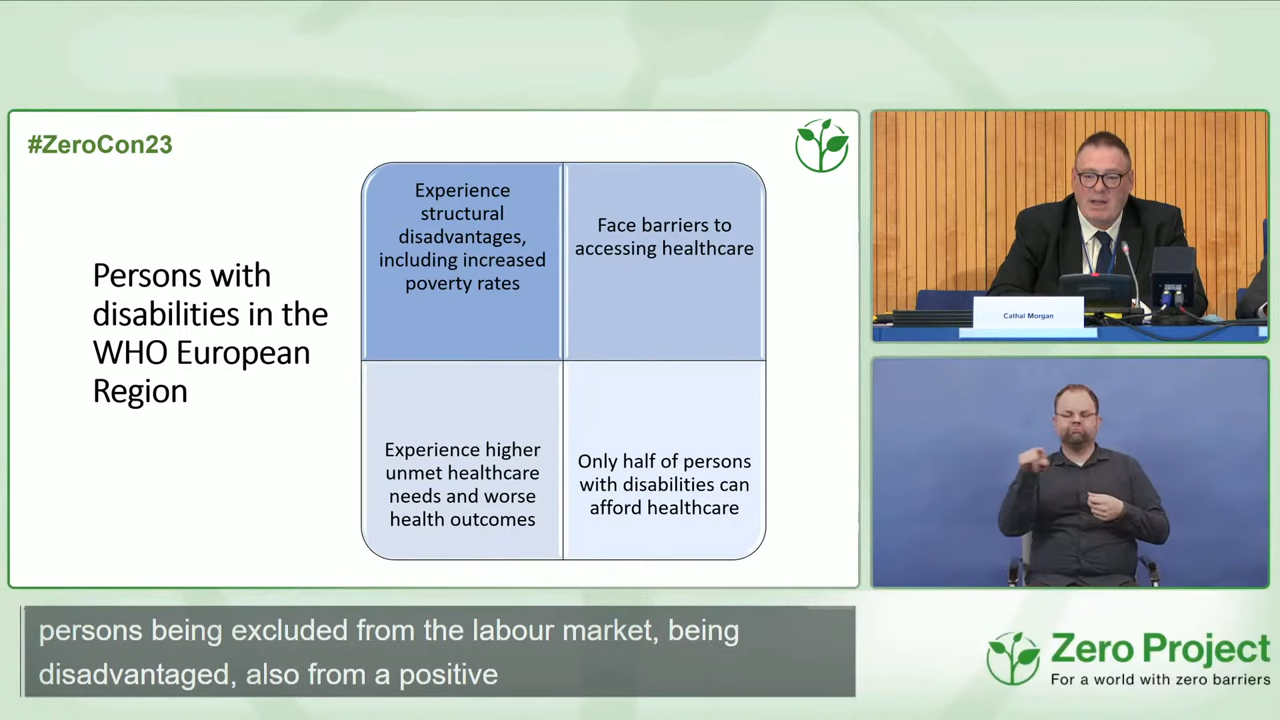 #ZeroCon23
Persons with
disabilities in the
WHO European
Region
Experience
structural
disadvantages,
including increased
poverty rates
Face barriers to
accessing healthcare
Experience higher
unmet healthcare
needs and worse
health outcomes
Only half of persons
with disabilities can
afford healthcare
Cathal Morgan
persons being excluded from the labour market, being
disadvantaged, also from a positive
Zero Project
For a world with zero barriers